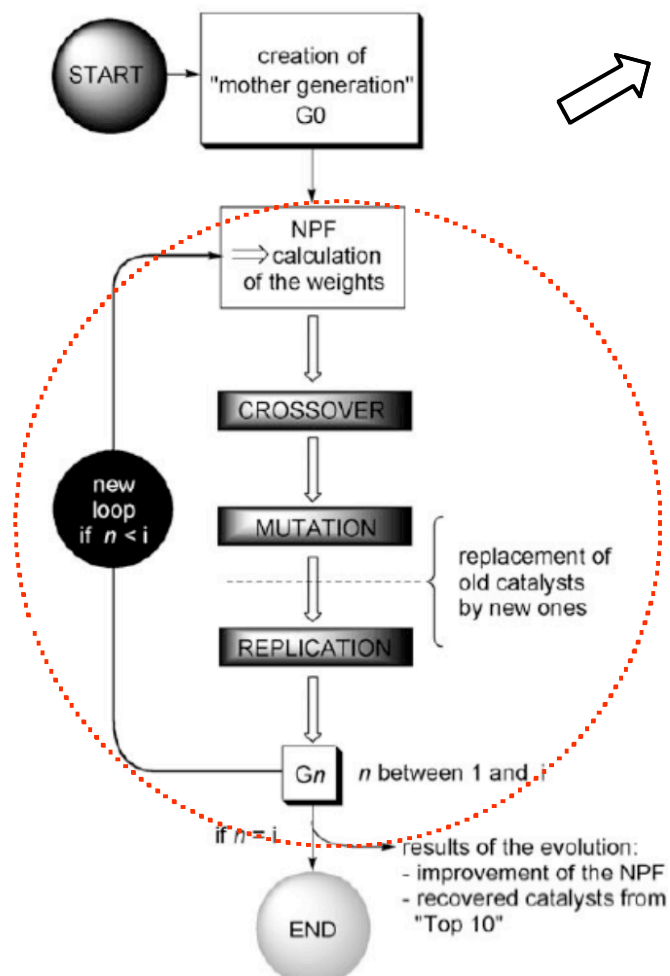 START
creation of
"mother generation"
G0
NPF
⇒ calculation
of the weights
CROSSOVER
new
loop
if n < i
MUTATION
replacement of
old catalysts
by new ones
REPLICATION
Gn
n between 1 and i
if n = i
results of the evolution:
- improvement of the NPF
- recovered catalysts from
"Top 10"
END